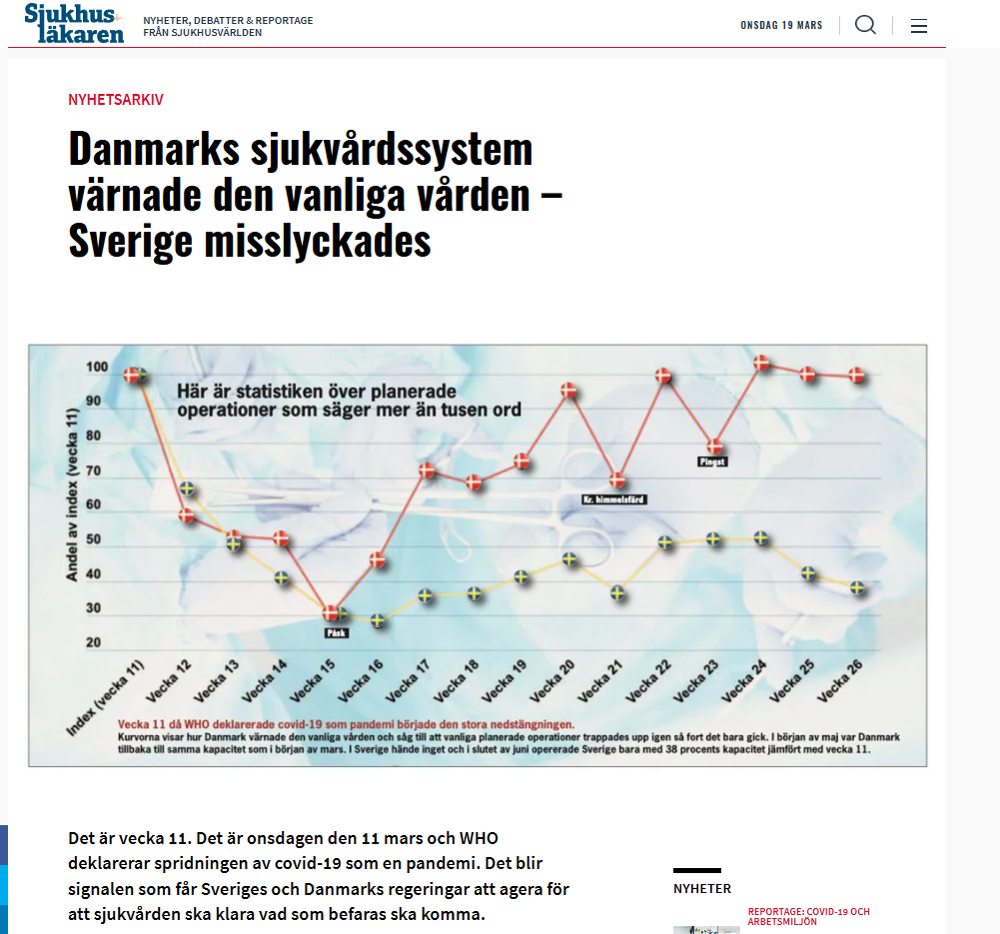 Sjukhus
läkaren
NYHETER, DEBATTER & REPORTAGE
FRÅN SJUKHUSVÄRLDEN
ONSDAG 19 MARS
NYHETSARKIV
Danmarks sjukvårdssystem
värnade den vanliga vården –
Sverige misslyckades
Här är statistiken över planerade
operationer som säger mer än tusen ord
Andel av index (vecka 11)
100
90
80
70
60
50
40
30
20
Påsk
Kr. himmelsfärd
Pingst
Index (vecka 11)
Vecka 12
Vecka 13
Vecka 14
Vecka 15
Vecka 16
Vecka 17
Vecka 18
Vecka 19
Vecka 20
Vecka 21
Vecka 22
Vecka 23
Vecka 24
Vecka 25
Vecka 26
Vecka 11 då WHO deklarerade covid-19 som pandemi började den stora nedstängningen.
Kurvorna visar hur Danmark värnade den vanliga vården och såg till att vanliga planerade operationer trappades upp igen så fort det bara gick. I början av maj var Danmark
tillbaka till samma kapacitet som i början av mars. I Sverige hände inget och i slutet av juni opererade Sverige bara med 38 procents kapacitet jämfört med vecka 11.
Det är vecka 11. Det är onsdagen den 11 mars och WHO
deklarerar spridningen av covid-19 som en pandemi. Det blir
signalen som får Sveriges och Danmarks regeringar att agera för
att sjukvården ska klara vad som befaras ska komma.
NYHETER
REPORTAGE: COVID-19 OCH
ARBETSMILJÖN